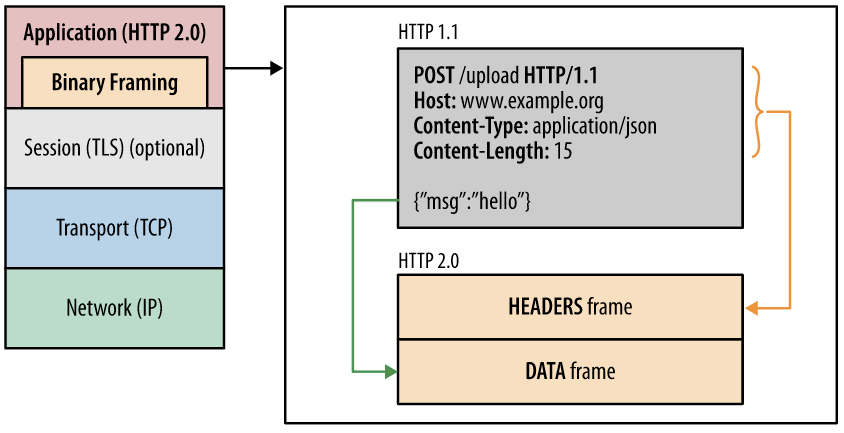 Application (HTTP 2.0)
Binary Framing
Session (TLS) (optional)
Transport (TCP)
Network (IP)
HTTP 1.1
POST /upload HTTP/1.1
Host: www.example.org
Content-Type: application/json
Content-Length: 15
{”msg”:”hello”}
HTTP 2.0
HEADERS frame
DATA frame